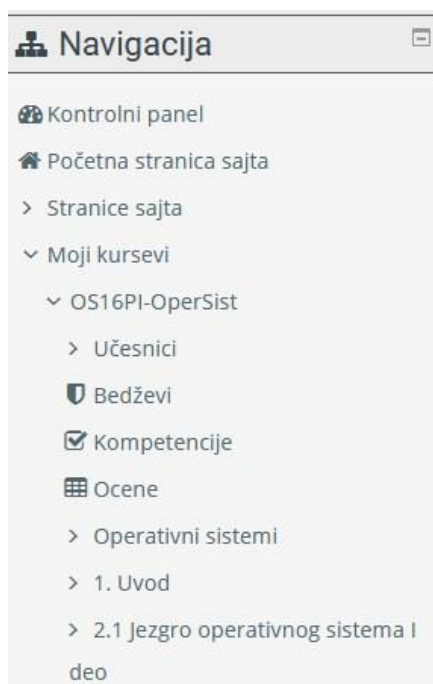 Navigacija
Kontrolni panel
Početna stranica sajta
Stranice sajta
Moji kursevi
OS16PI-OperSist
Učesnici
Bedževi
Kompetencije
Ocene
Operativni sistemi
1. Uvod
2.1 Jezgro operativnog sistema I
deo